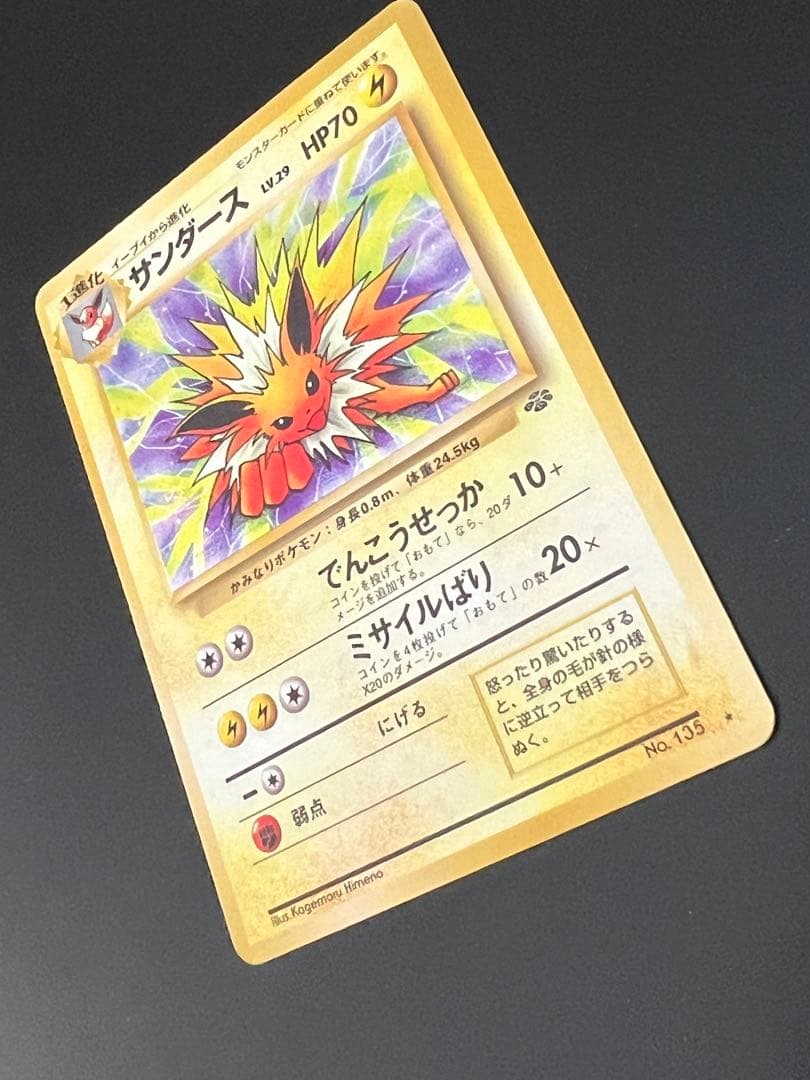 モンスターカードに重ねて使います。
1進化
イーブイから進化
サンダース LV.29 HP70
かみなりポケモン：身長0.8m、体重24.5kg
でんこうせっか 10+
コインを投げて「おもて」なら、20ダ
メージを追加する。
ミサイルばり 20×
コインを4枚投げて「おもて」の数
X20のダメージ。
にげる
弱点
怒ったり驚いたりする
と、全身の毛が針の様
に逆立って相手をつら
ぬく。
Illus.Kagemaru Himeno
No. 135